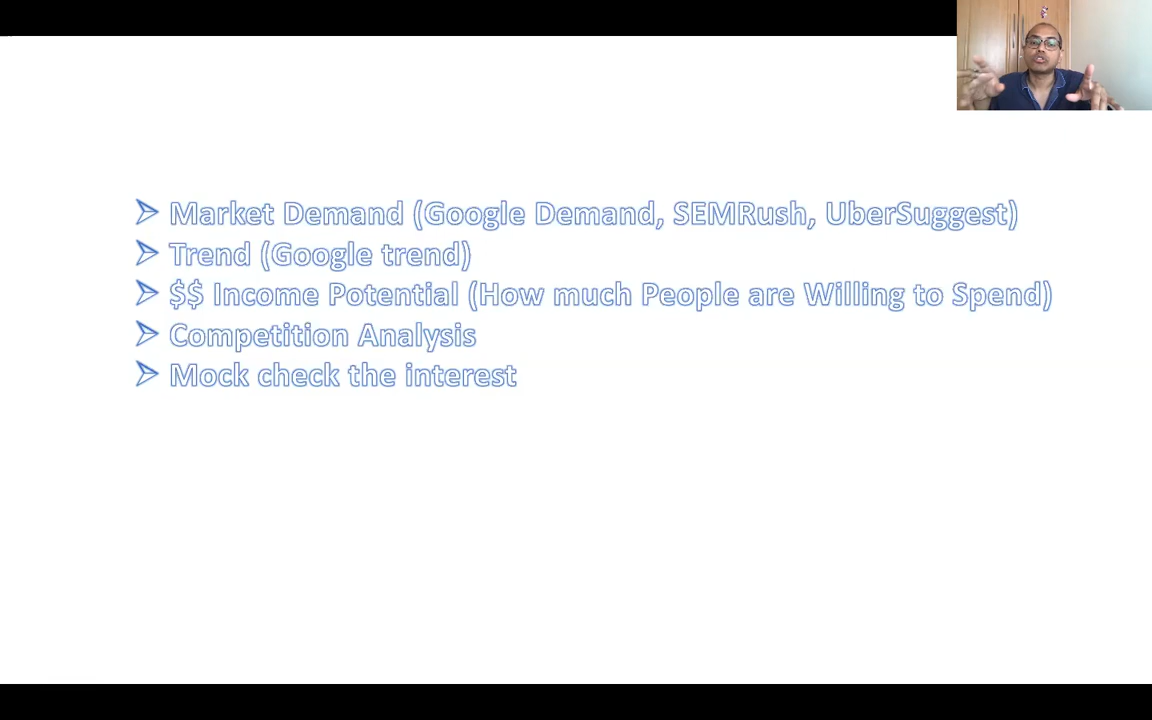 Market Demand (Google Demand, SEMRush, UberSuggest)
Trend (Google trend)
$$ Income Potential (How much People are Willing to Spend)
Competition Analysis
Mock check the interest